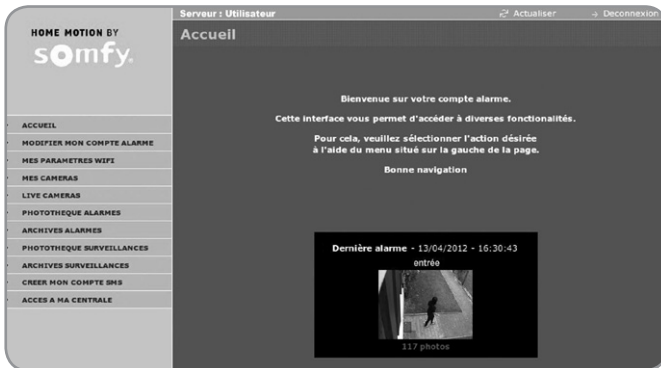 HOME MOTION BY
somfy.
ACCUEIL
MODIFIER MON COMPTE ALARME
MES PARAMETRES WIFI
MES CAMERAS
LIVE CAMERAS
PHOTOTHEQUE ALARMES
ARCHIVES ALARMES
PHOTOTHEQUE SURVEILLANCES
ARCHIVES SURVEILLANCES
CREER MON COMPTE SMS
ACCES A MA CENTRALE
Serveur : Utilisateur
Actualiser
Deconnexion
Accueil
Bienvenue sur votre compte alarme.
Cette interface vous permet d'accéder à diverses fonctionalités.
Pour cela, veuillez sélectionner l'action désirée
à l'aide du menu situé sur la gauche de la page.
Bonne navigation
Dernière alarme - 13/04/2012 - 16:30:43
entrée
117 photos